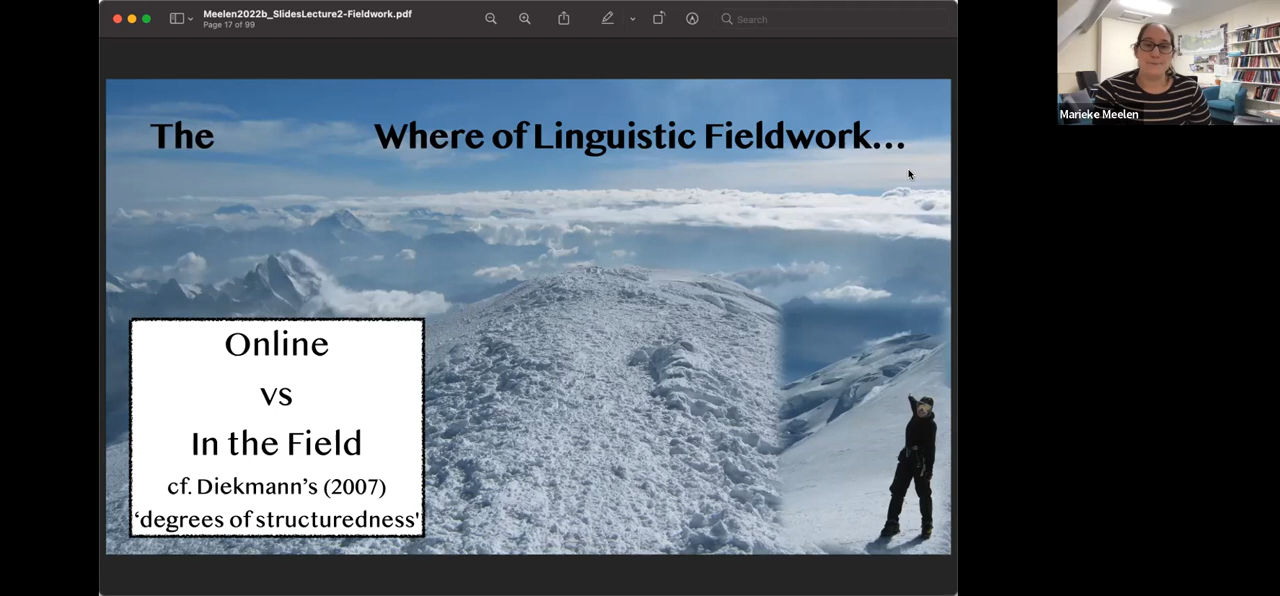 Meelen2022b_SlidesLecture2-Fieldwork.pdf
Page 17 of 99
Search
Marieke Meelen
The Where of Linguistic Fieldwork...
Online
vs
In the Field
cf. Diekmann's (2007)
'degrees of structuredness'